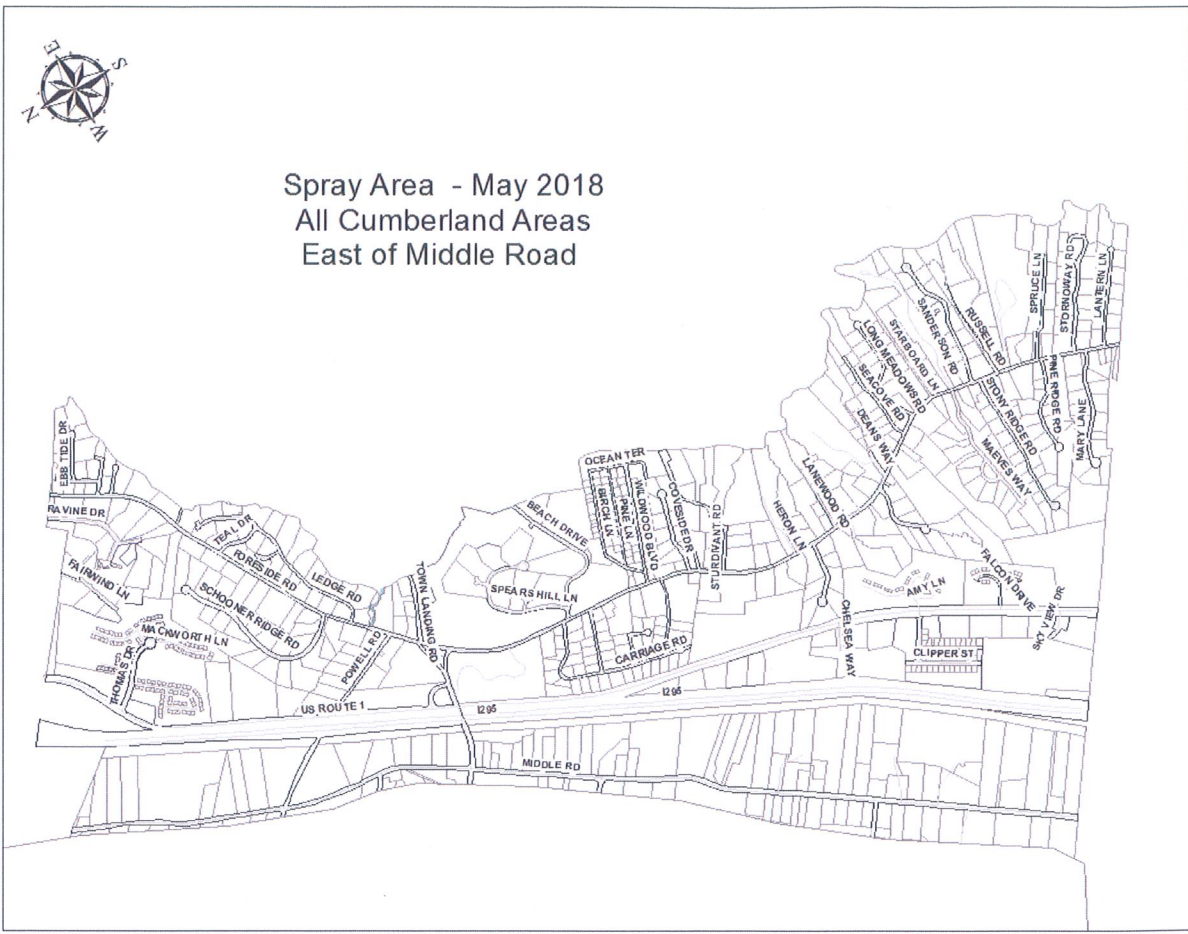 E
S
N
W
Spray Area - May 2018
All Cumberland Areas
East of Middle Road
SPRUCE LN
STORNOWAY RD
LANTERN LN
SANDERSON RD
RUSSELL RD
STARBOARD LN
LONG MEADOWS RD
SEACOVE RD
DEANS WAY
PINE RIDGE RD
STONY RIDGE RD
MARY LANE
MAEVES WAY
EBB TIDE DR
OCEAN TER
BIRCH LN
PINE LN
WILDWOOD BLVD
COVESIDE DR
STURDIVANT RD
LANEWOOD RD
HERON LN
RAVINE DR
TEAL DR
BEACH DRIVE
FORESIDE RD
LEDGE RD
TOWN LANDING RD
FAIRWIND LN
SCHOONER RIDGE RD
SPEARS HILL LN
FALCON DRIVE
AMY LN
SKY VIEW DR
MACKWORTH LN
THOMAS DR
POWELL RD
CARRIAGE RD
CHELSEA WAY
CLIPPER ST
US ROUTE 1
I295
I295
MIDDLE RD